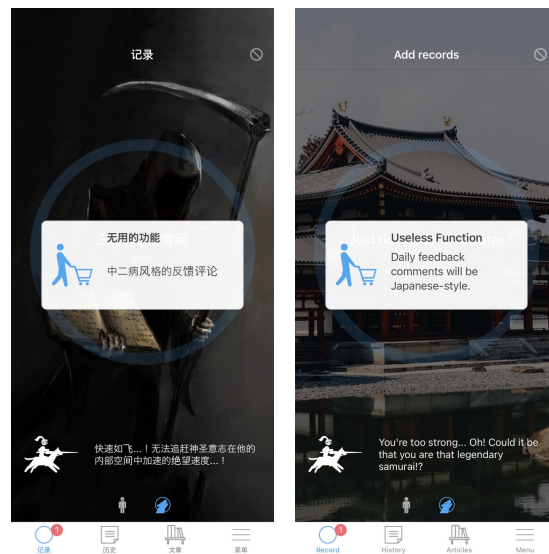 记录
无用的功能
中二病风格的反馈评论
快速如飞...！无法追赶神圣意志在他的
内部空间中加速的绝望速度...！
1
记录
历史
文章
菜单
Add records
Useless Function
Daily feedback
comments will be
Japanese-style.
You're too strong... Oh! Could it be
that you are that legendary
samurai!?
1
Record
History
Articles
Menu